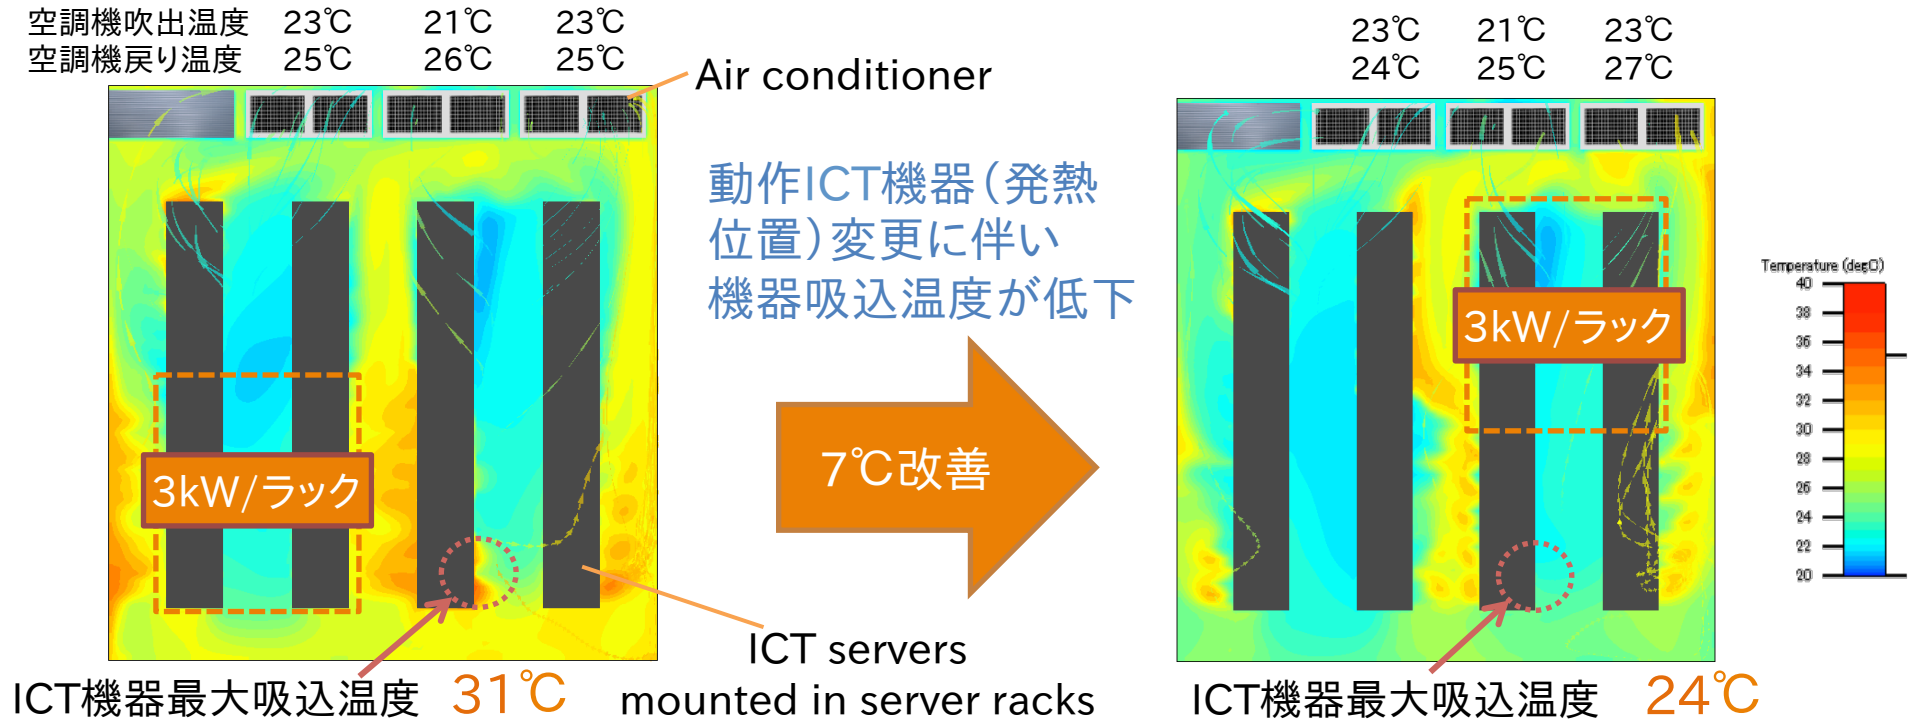 空調機吹出温度 23℃ 21℃ 23℃
空調機戻り温度 25℃ 26℃ 25℃
Air conditioner
動作ICT機器(発熱
位置)変更に伴い
機器吸込温度が低下
7℃改善
3kW/ラック
ICT servers
mounted in server racks
ICT機器最大吸込温度 31℃
23℃ 21℃ 23℃
24℃ 25℃ 27℃
3kW/ラック
ICT機器最大吸込温度 24℃
Temperature (degC)
40
38
36
34
32
30
28
26
24
22
20